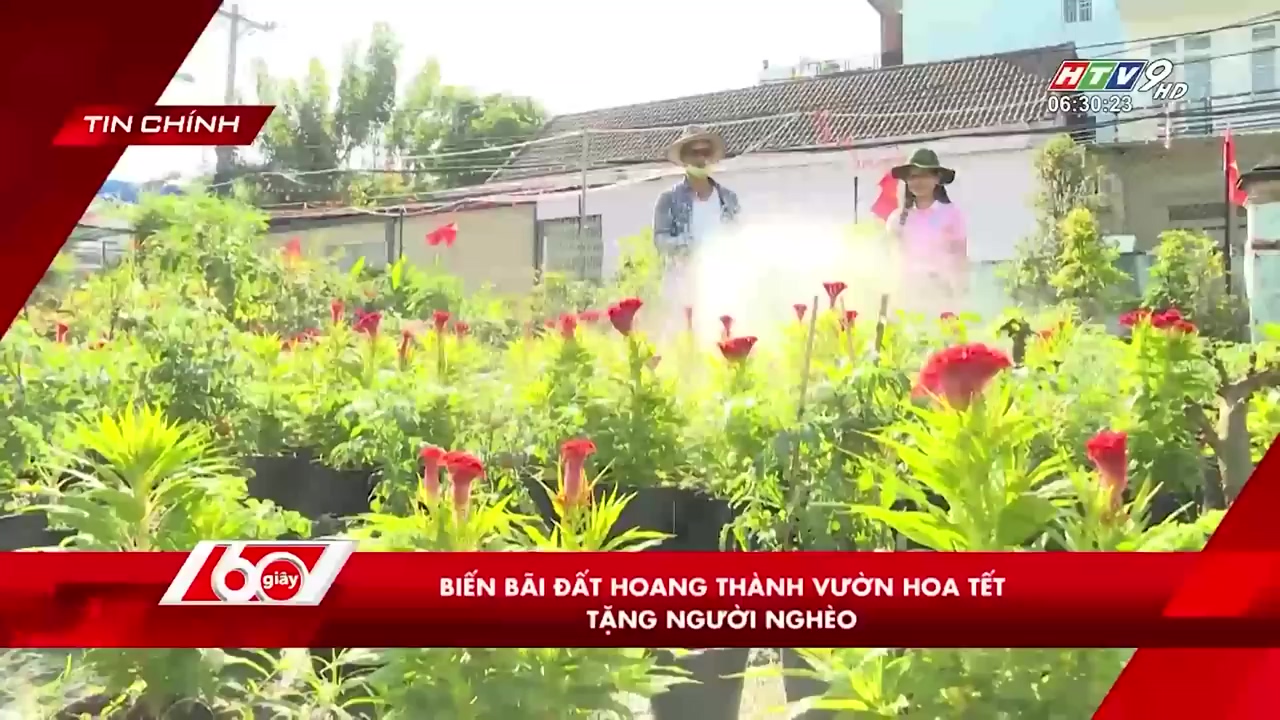 TIN CHÍNH
HTV9 HD
06:30:23
60 giây
BIẾN BÃI ĐẤT HOANG THÀNH VƯỜN HOA TẾT
TẶNG NGƯỜI NGHÈO